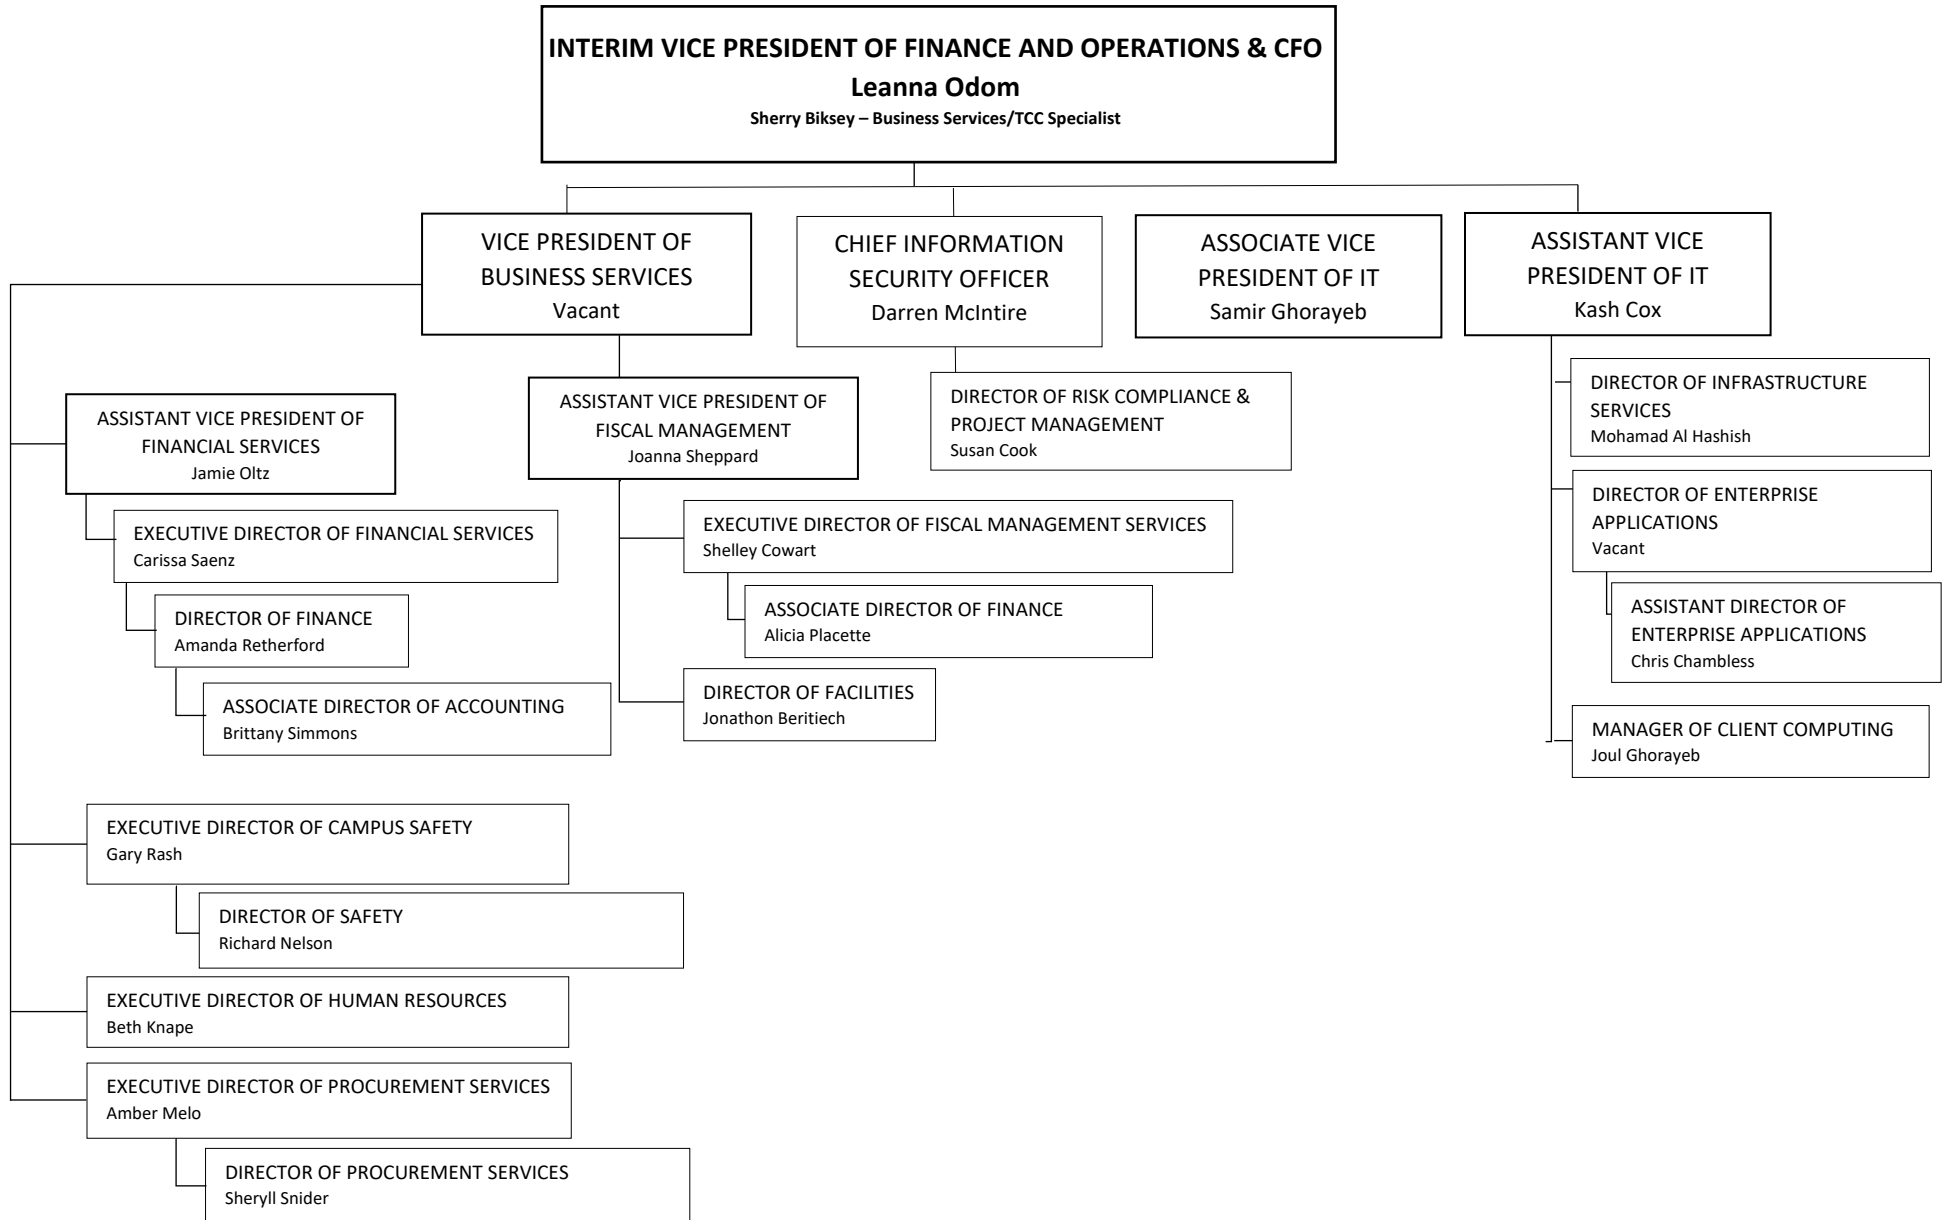 INTERIM VICE PRESIDENT OF FINANCE AND OPERATIONS & CFO
Leanna Odom
Sherry Biksey – Business Services/TCC Specialist
VICE PRESIDENT OF
BUSINESS SERVICES
Vacant
CHIEF INFORMATION
SECURITY OFFICER
Darren McIntire
ASSOCIATE VICE
PRESIDENT OF IT
Samir Ghorayeb
ASSISTANT VICE
PRESIDENT OF IT
Kash Cox
ASSISTANT VICE PRESIDENT OF
FINANCIAL SERVICES
Jamie Oltz
EXECUTIVE DIRECTOR OF FINANCIAL SERVICES
Carissa Saenz
DIRECTOR OF FINANCE
Amanda Retherford
ASSOCIATE DIRECTOR OF ACCOUNTING
Brittany Simmons
ASSISTANT VICE PRESIDENT OF
FISCAL MANAGEMENT
Joanna Sheppard
EXECUTIVE DIRECTOR OF FISCAL MANAGEMENT SERVICES
Shelley Cowart
ASSOCIATE DIRECTOR OF FINANCE
Alicia Placette
DIRECTOR OF FACILITIES
Jonathon Beritiech
DIRECTOR OF RISK COMPLIANCE &
PROJECT MANAGEMENT
Susan Cook
DIRECTOR OF INFRASTRUCTURE
SERVICES
Mohamad Al Hashish
DIRECTOR OF ENTERPRISE
APPLICATIONS
Vacant
ASSISTANT DIRECTOR OF
ENTERPRISE APPLICATIONS
Chris Chambless
MANAGER OF CLIENT COMPUTING
Joul Ghorayeb
EXECUTIVE DIRECTOR OF CAMPUS SAFETY
Gary Rash
DIRECTOR OF SAFETY
Richard Nelson
EXECUTIVE DIRECTOR OF HUMAN RESOURCES
Beth Knape
EXECUTIVE DIRECTOR OF PROCUREMENT SERVICES
Amber Melo
DIRECTOR OF PROCUREMENT SERVICES
Sheryll Snider